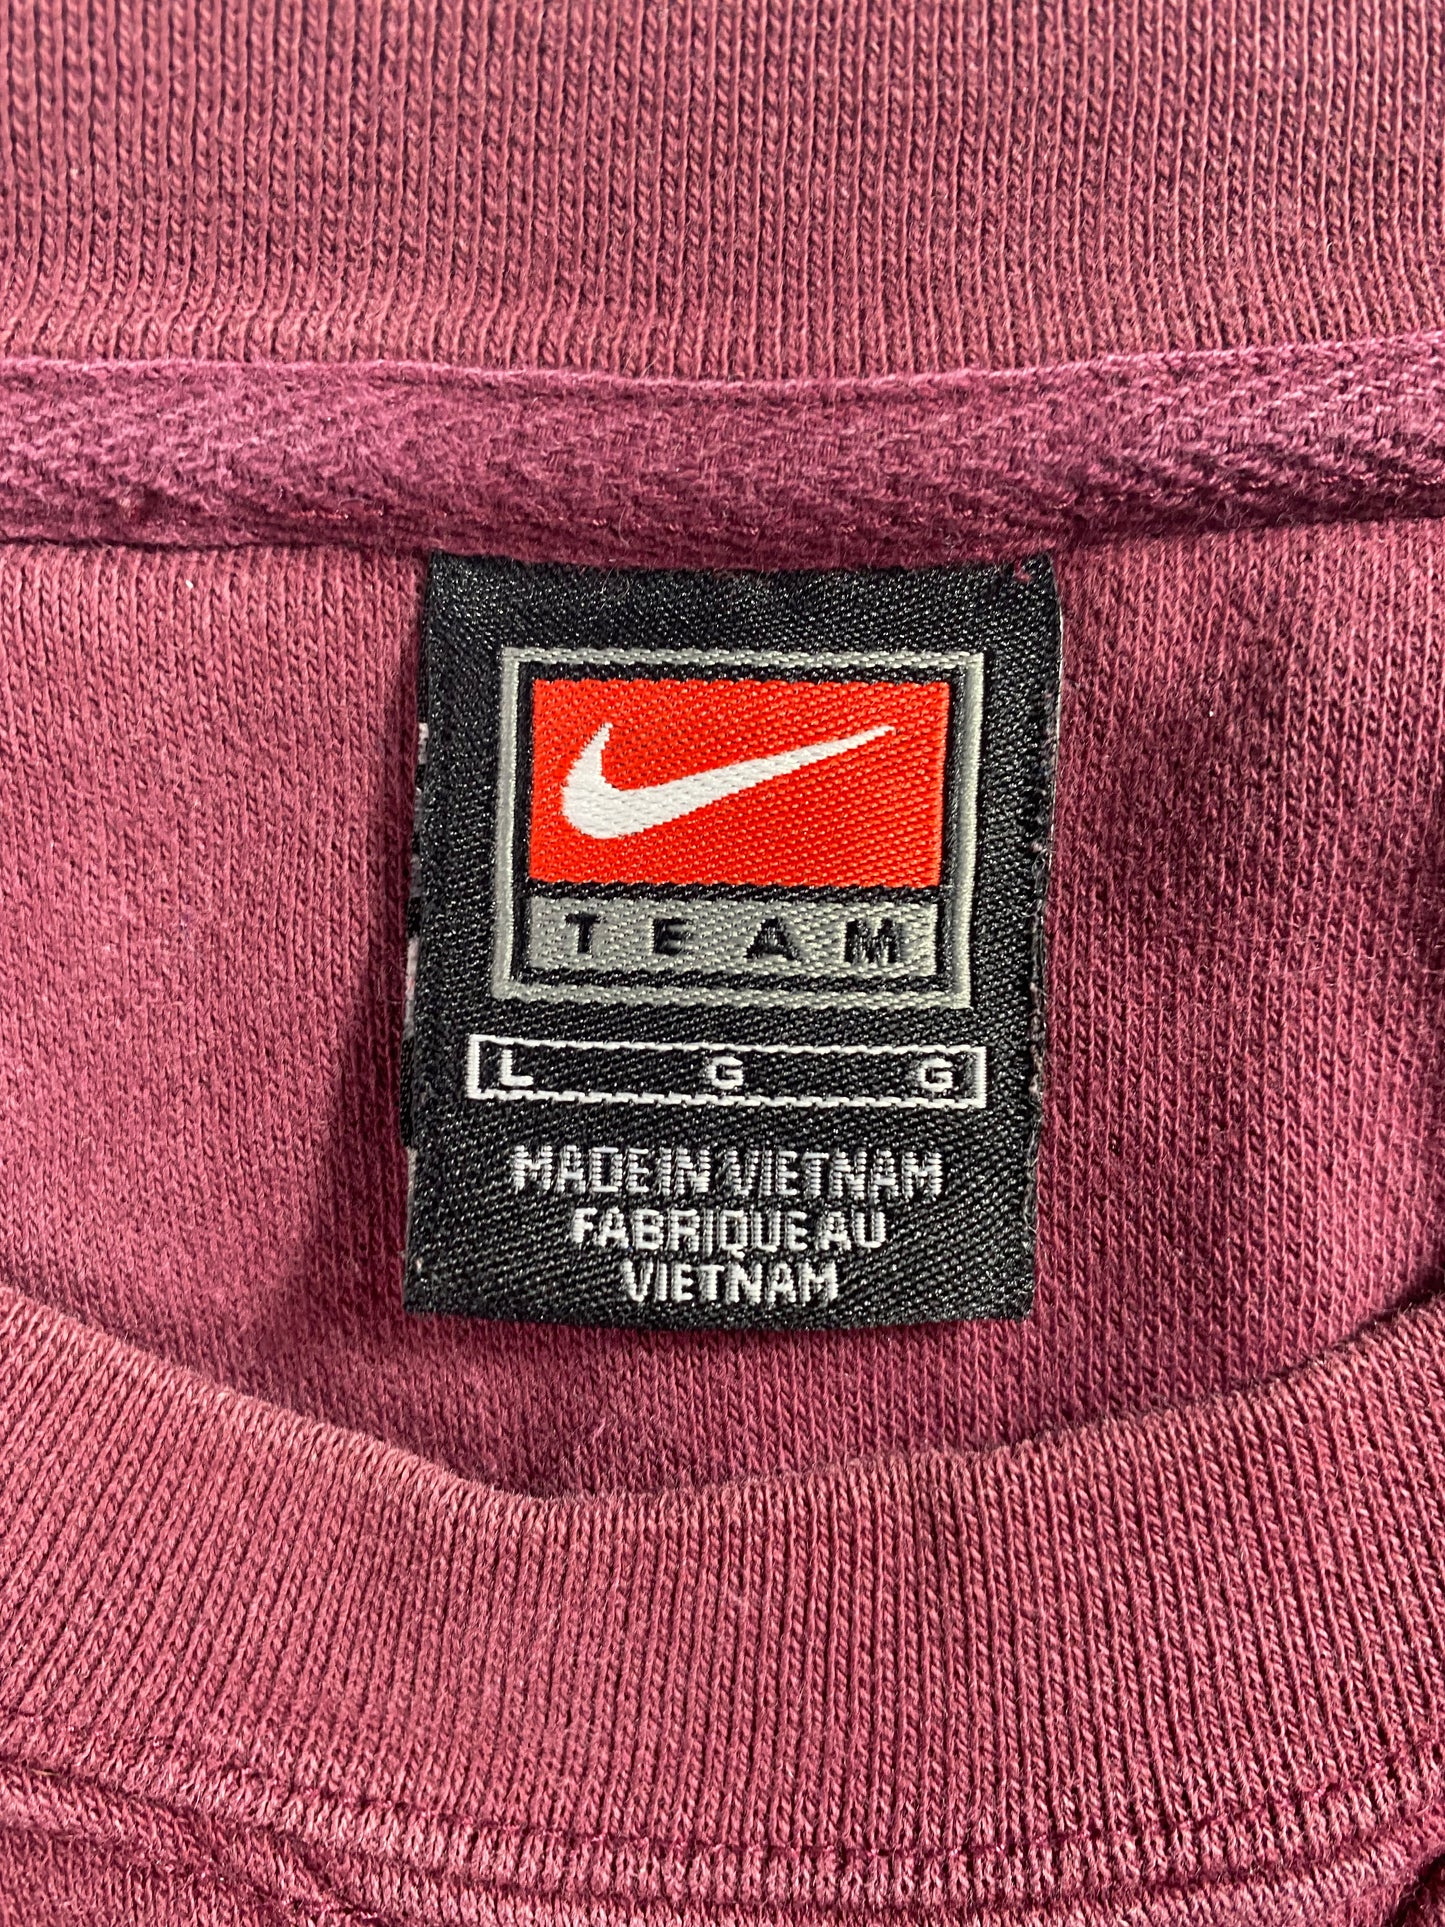 TEAM
L G G
MADE IN VIETNAM
FABRIQUE AU
VIETNAM